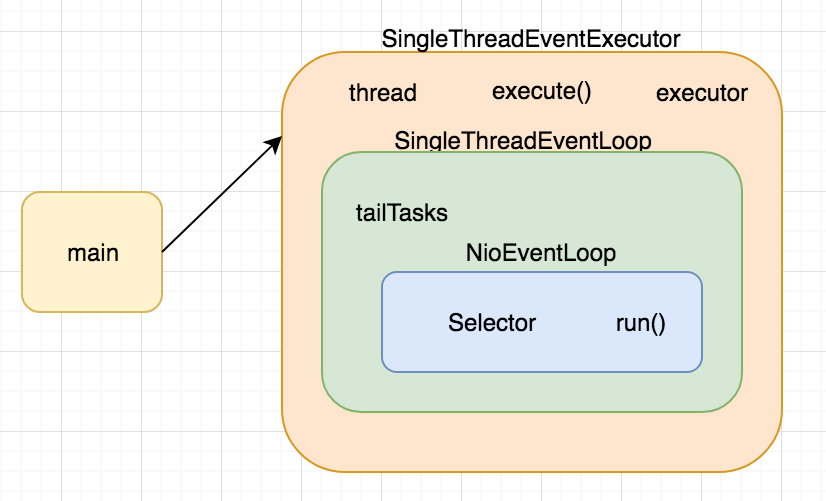 SingleThreadEventExecutor
thread execute() executor
SingleThreadEventLoop
tailTasks
main
NioEventLoop
Selector run()